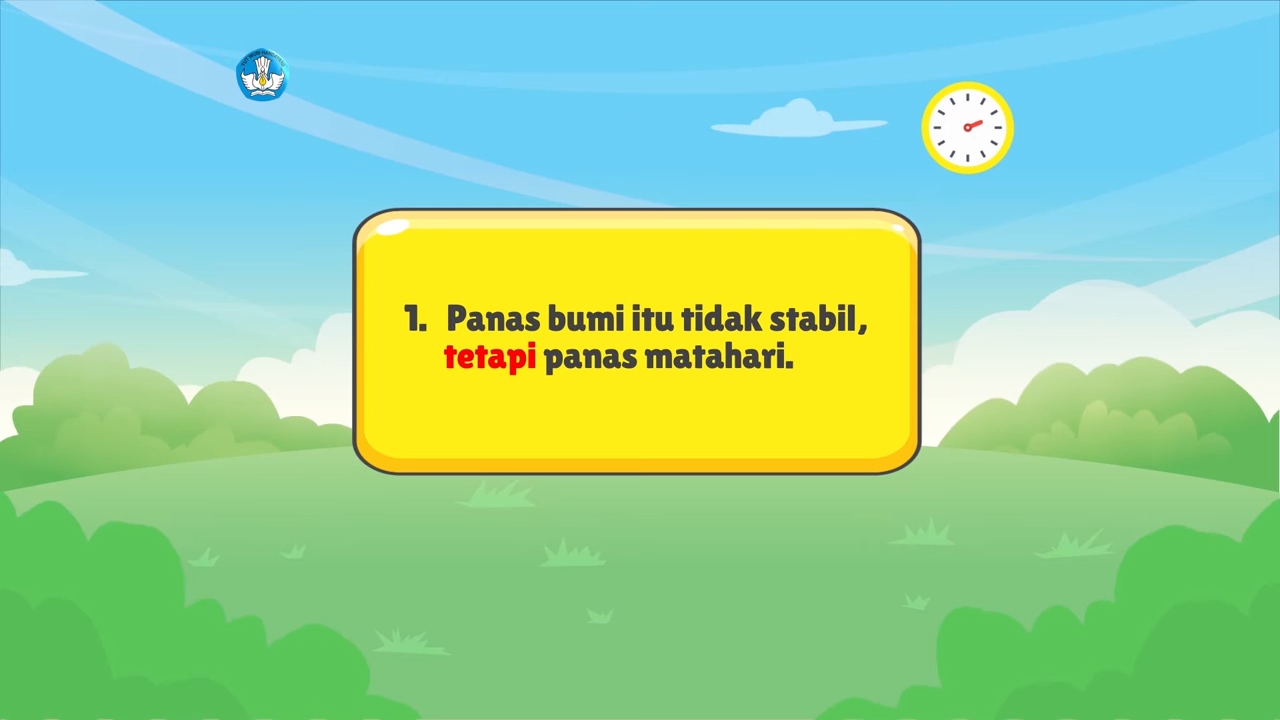 1. Panas bumi itu tidak stabil,
tetapi panas matahari.